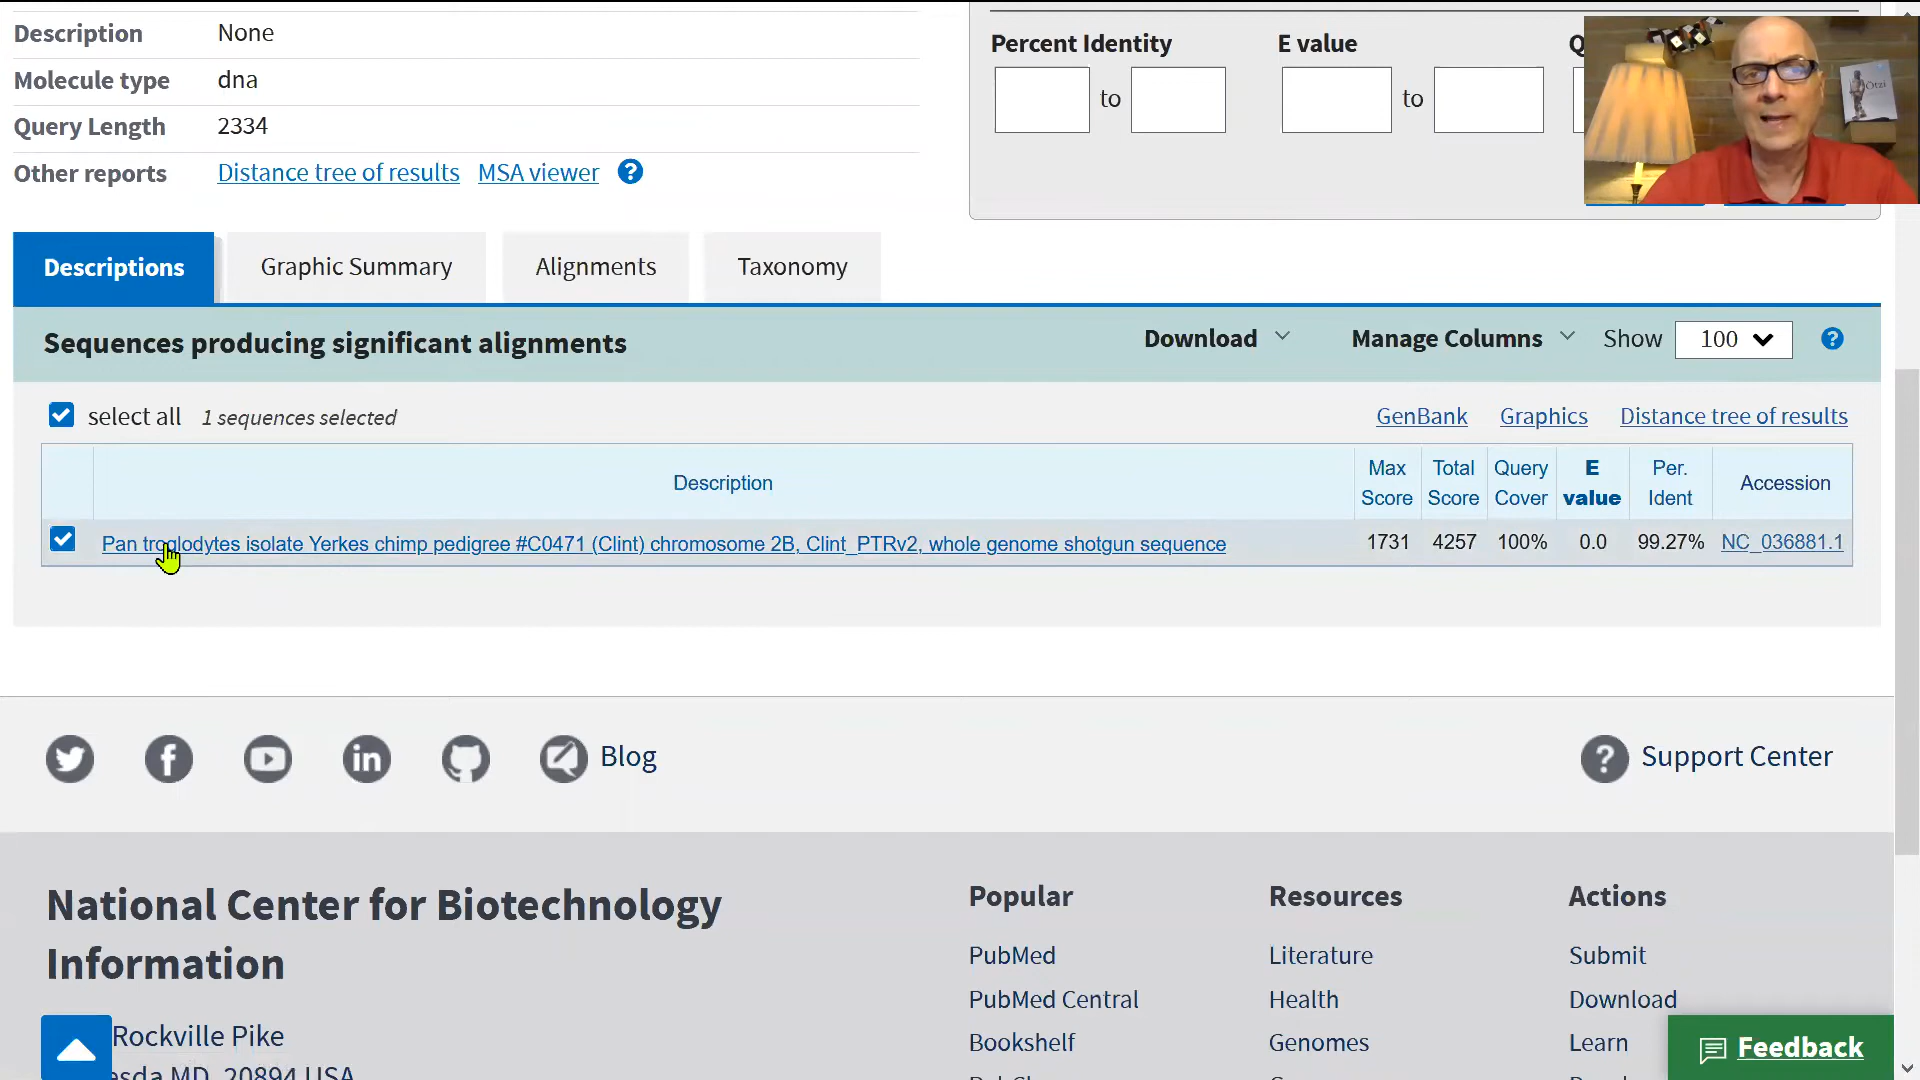 Description None
Molecule type dna
Query Length 2334
Other reports Distance tree of results MSA viewer ?
Percent Identity E value
to to
Ötzi
Descriptions Graphic Summary Alignments Taxonomy
Sequences producing significant alignments Download Manage Columns Show 100 ?
select all 1 sequences selected GenBank Graphics Distance tree of results
Description Max Score Total Score Query Cover E value Per. Ident Accession
Pan troglodytes isolate Yerkes chimp pedigree #C0471 (Clint) chromosome 2B, Clint_PTRv2, whole genome shotgun sequence 1731 4257 100% 0.0 99.27% NC_036881.1
Blog ? Support Center
National Center for Biotechnology
Information
Rockville Pike
MD, 20894 USA
Popular
PubMed
PubMed Central
Bookshelf
Resources
Literature
Health
Genomes
Actions
Submit
Download
Learn
Feedback